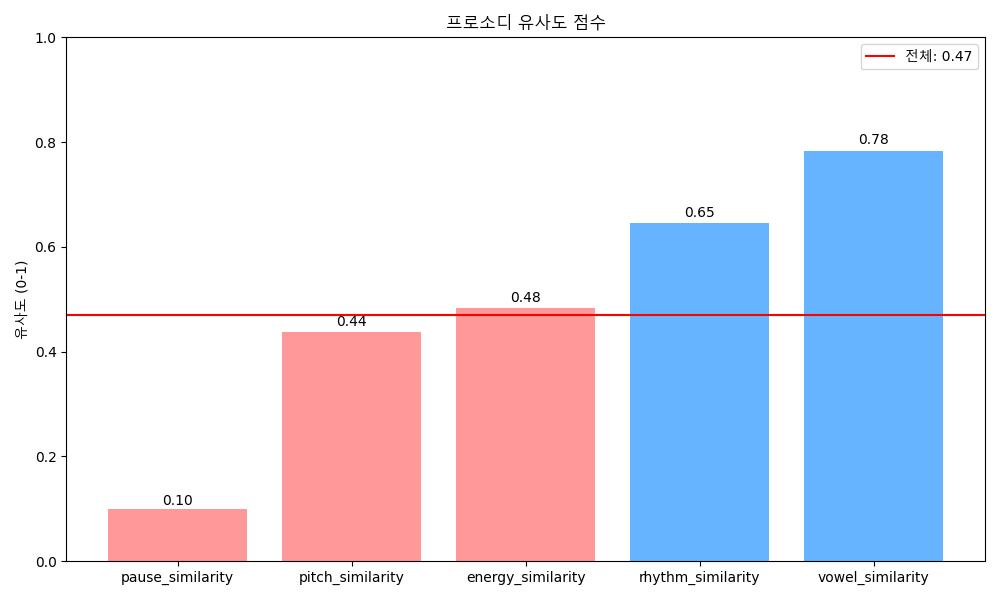 프로소디 유사도 점수
전체: 0.47
유사도 (0-1)
1.0
0.8
0.6
0.4
0.2
0.0
0.10
0.44
0.48
0.65
0.78
pause_similarity
pitch_similarity
energy_similarity
rhythm_similarity
vowel_similarity